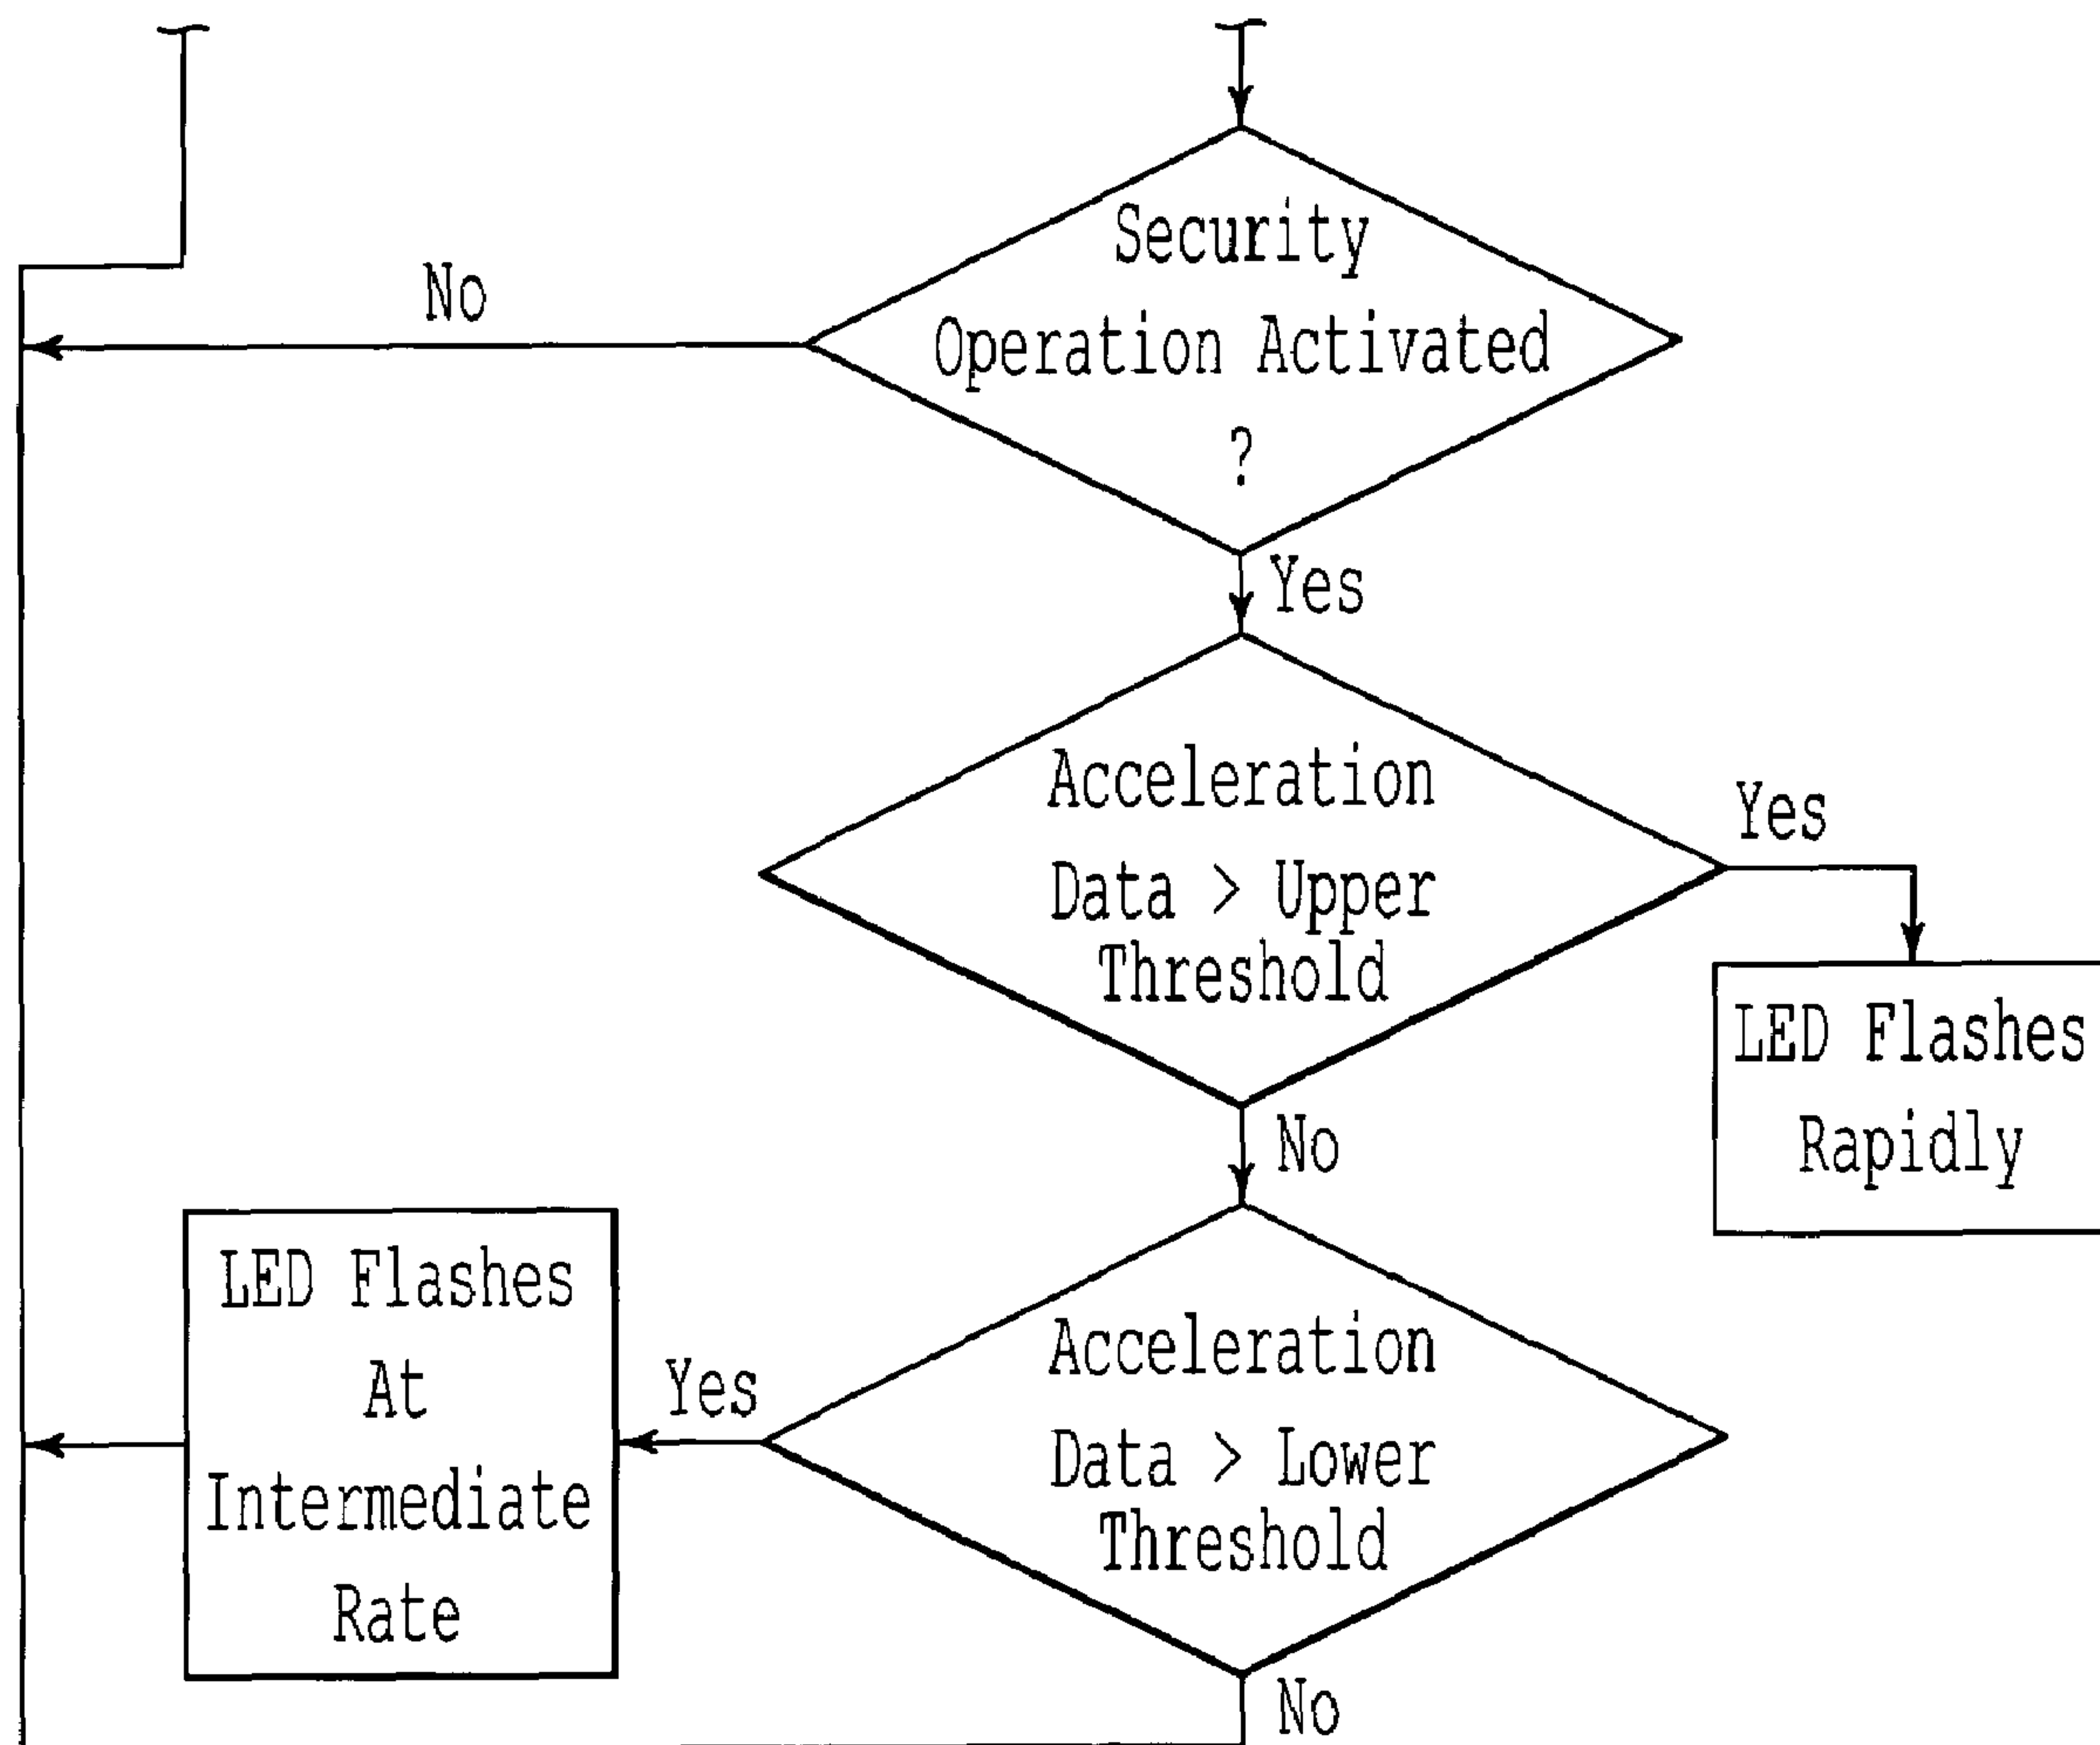 Security
Operation Activated
?
No
Yes
Acceleration
Data > Upper
Threshold
Yes
LED Flashes
Rapidly
No
Acceleration
Data > Lower
Threshold
Yes
LED Flashes
At
Intermediate
Rate
No